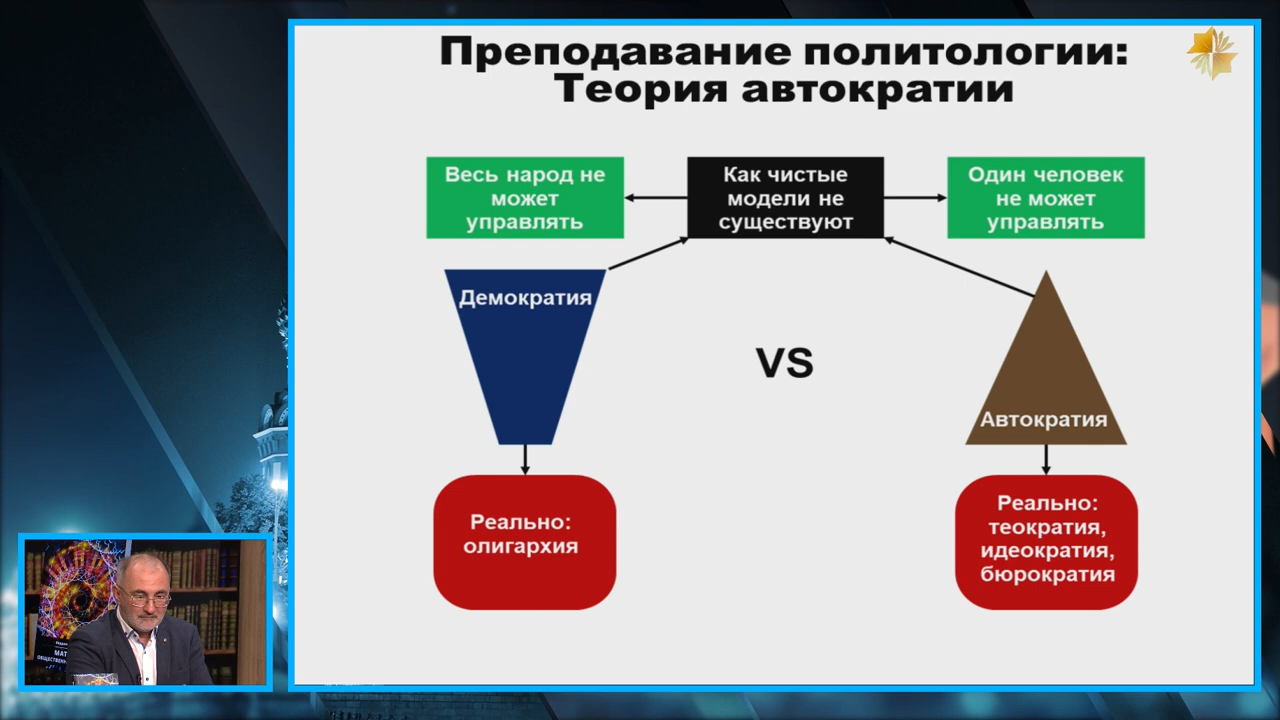 Преподавание политологии:
Теория автократии
Весь народ не
может
управлять
Как чистые
модели не
существуют
Один человек
не может
управлять
Демократия
VS
Автократия
Реально:
олигархия
Реально:
теократия,
идеократия,
бюрократия